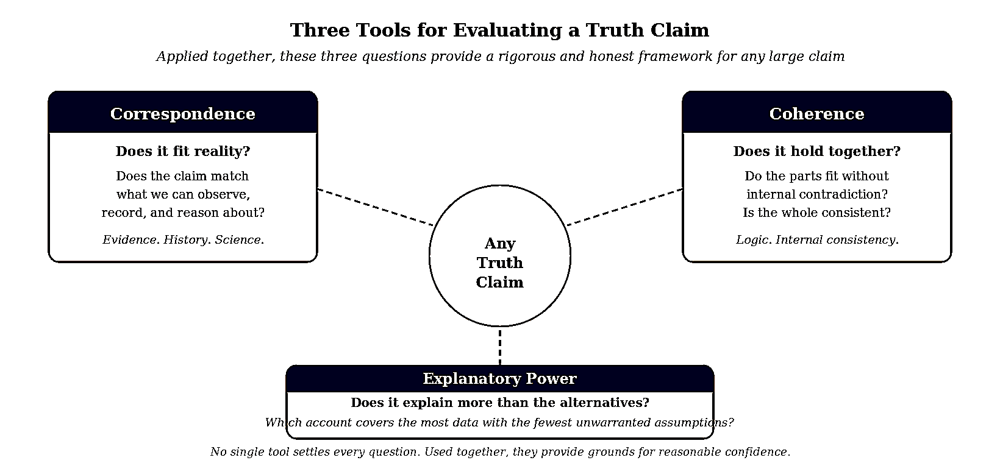 Three Tools for Evaluating a Truth Claim
Applied together, these three questions provide a rigorous and honest framework for any large claim
Correspondence
Does it fit reality?
Does the claim match
what we can observe,
record, and reason about?
Evidence. History. Science.
Coherence
Does it hold together?
Do the parts fit without
internal contradiction?
Is the whole consistent?
Logic. Internal consistency.
Any
Truth
Claim
Explanatory Power
Does it explain more than the alternatives?
Which account covers the most data with the fewest unwarranted assumptions?
No single tool settles every question. Used together, they provide grounds for reasonable confidence.